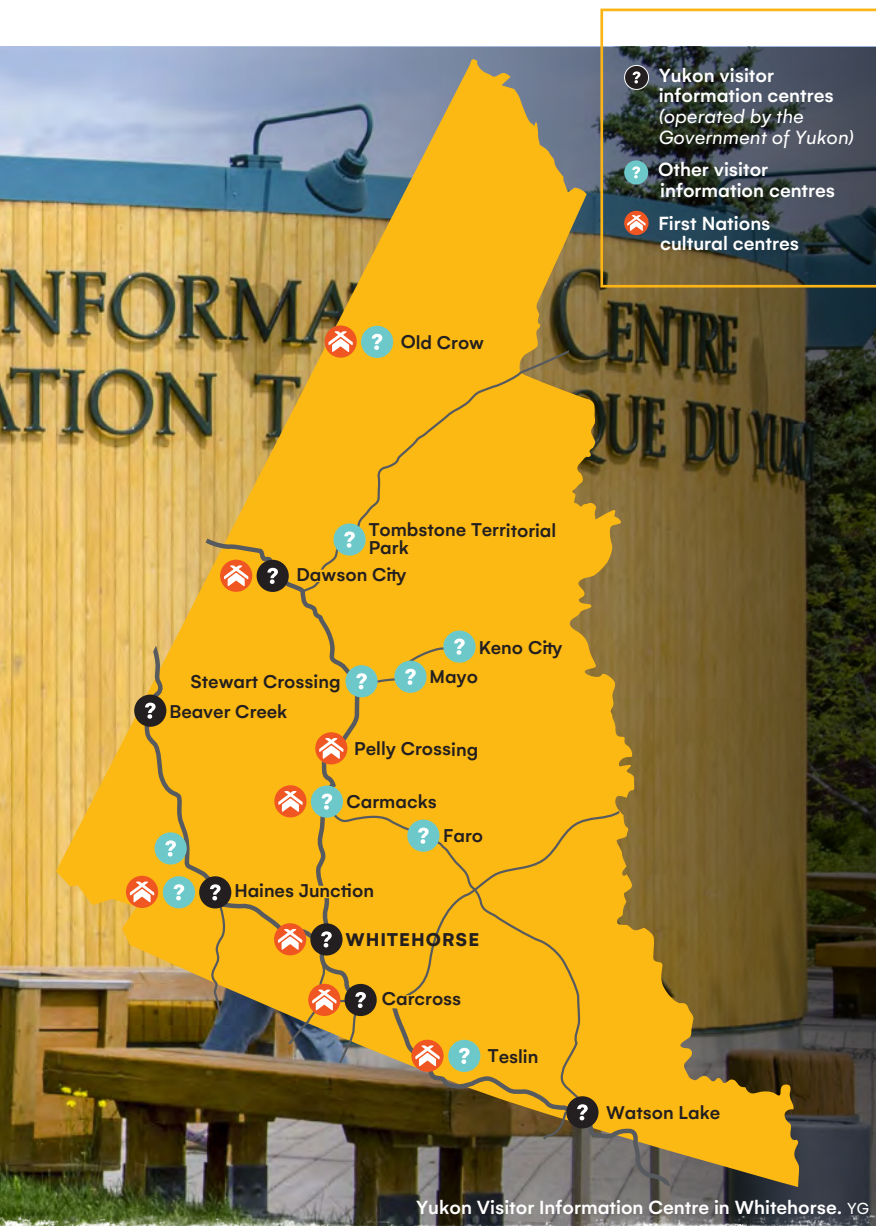 ? Yukon visitor
information centres
(operated by the
Government of Yukon)
? Other visitor
information centres
First Nations
cultural centres
NFORMA
CENTRE
ATION T
QUE DU YUKON
? Old Crow
? Tombstone Territorial
Park
? Dawson City
? Keno City
Stewart Crossing ?
? Mayo
? Beaver Creek
Pelly Crossing
? Carmacks
? Faro
?
? ? Haines Junction
? WHITEHORSE
? Carcross
? Teslin
? Watson Lake
Yukon Visitor Information Centre in Whitehorse. YG